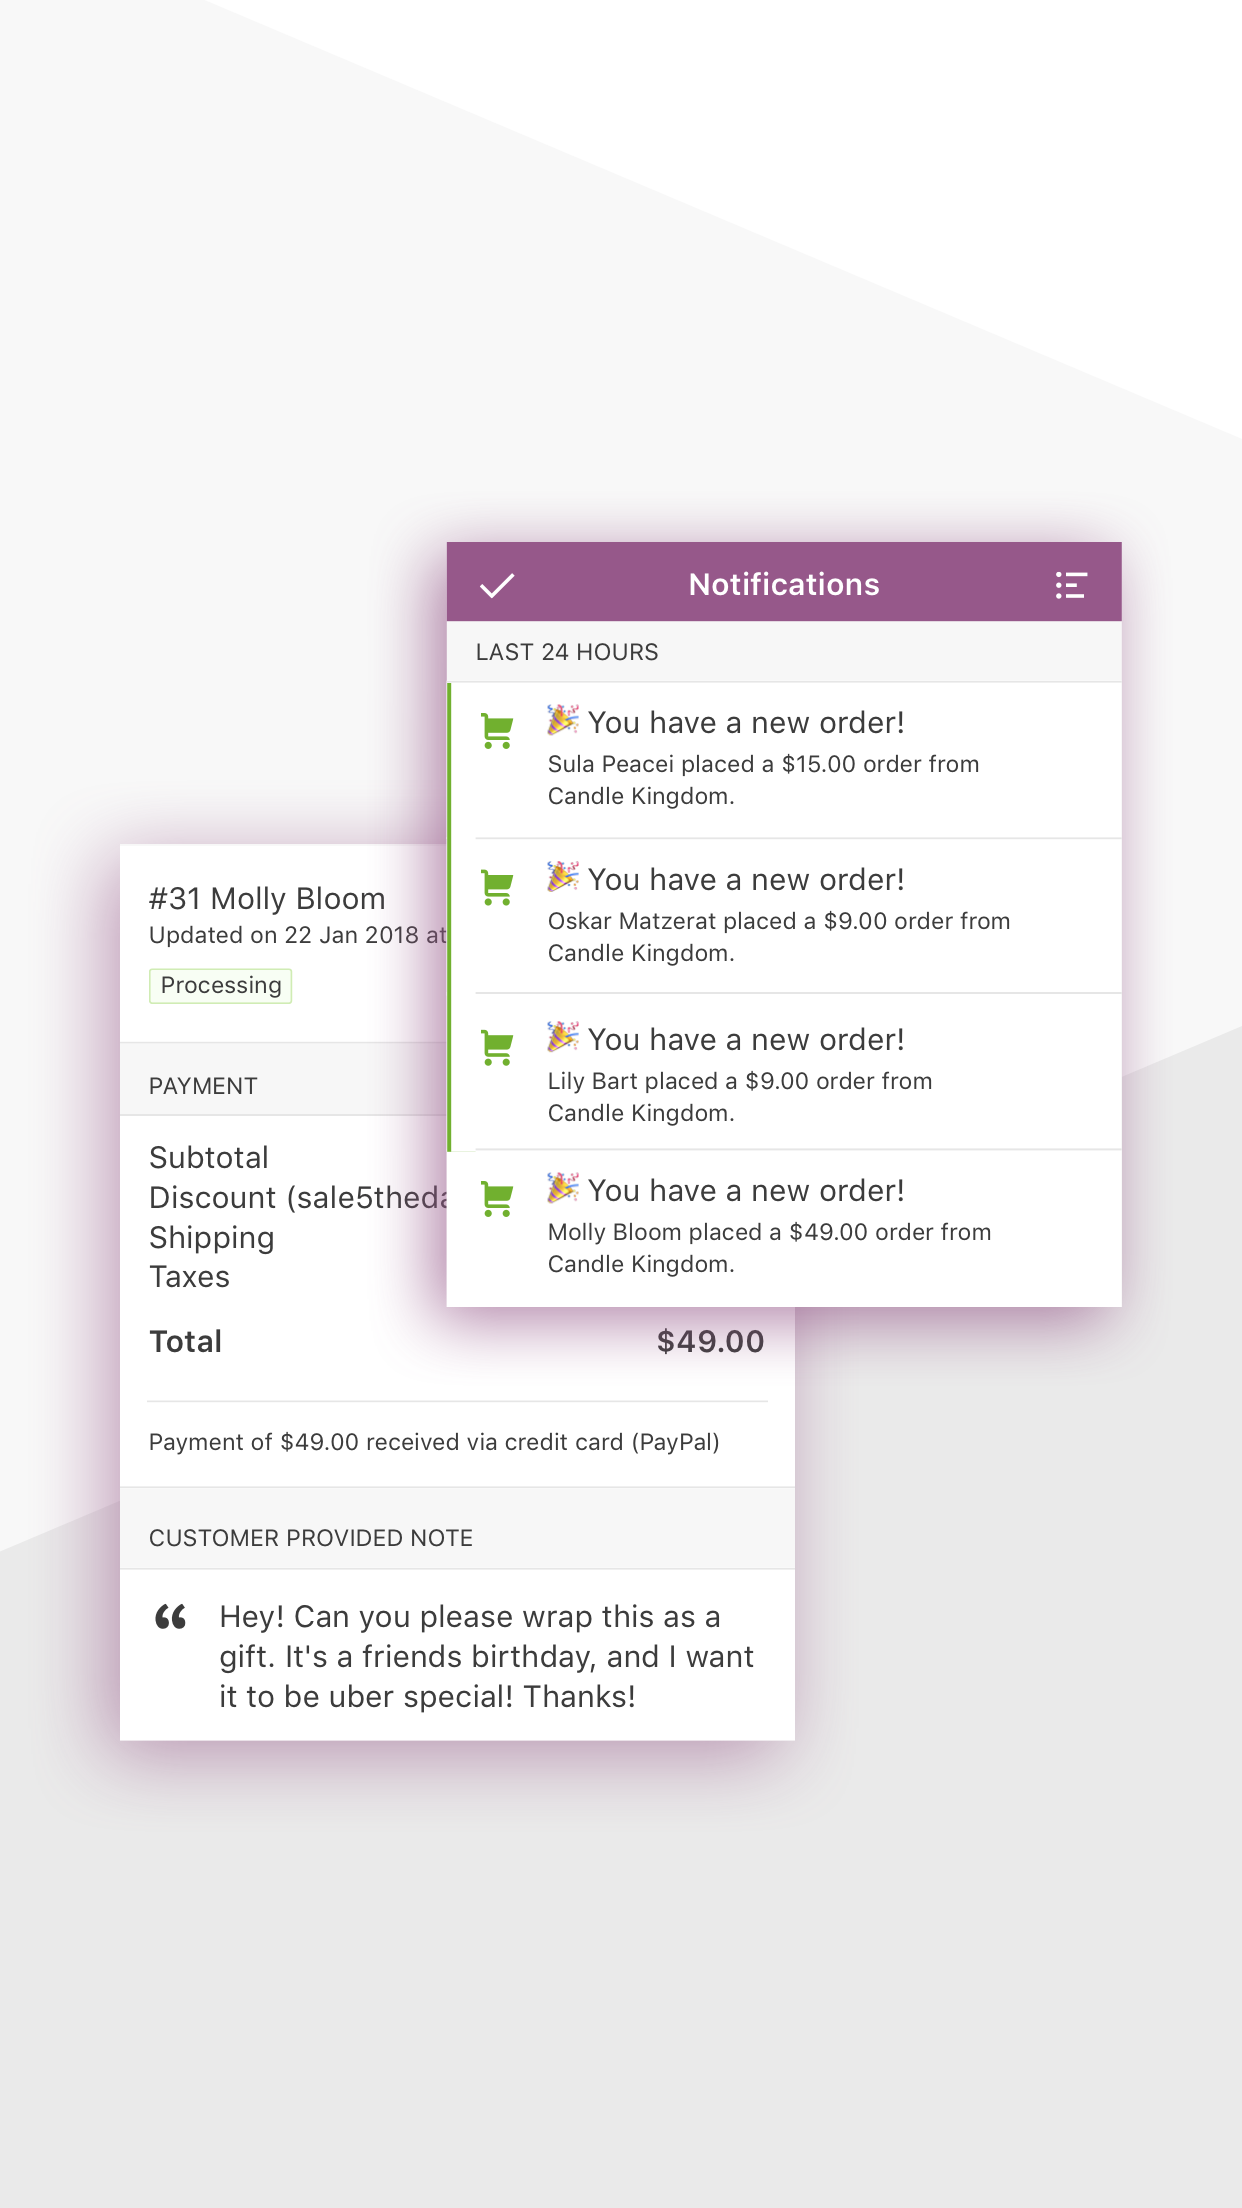 Notifications
LAST 24 HOURS
🎉 You have a new order!
Sula Peacei placed a $15.00 order from
Candle Kingdom.
🎉 You have a new order!
Oskar Matzerat placed a $9.00 order from
Candle Kingdom.
🎉 You have a new order!
Lily Bart placed a $9.00 order from
Candle Kingdom.
🎉 You have a new order!
Molly Bloom placed a $49.00 order from
Candle Kingdom.
#31 Molly Bloom
Updated on 22 Jan 2018 at
Processing
PAYMENT
Subtotal
Discount
Shipping
Taxes
Total $49.00
Payment of $49.00 received via credit card (PayPal)
CUSTOMER PROVIDED NOTE
“ Hey! Can you please wrap this as a
gift. It's a friends birthday, and I want
it to be uber special! Thanks!